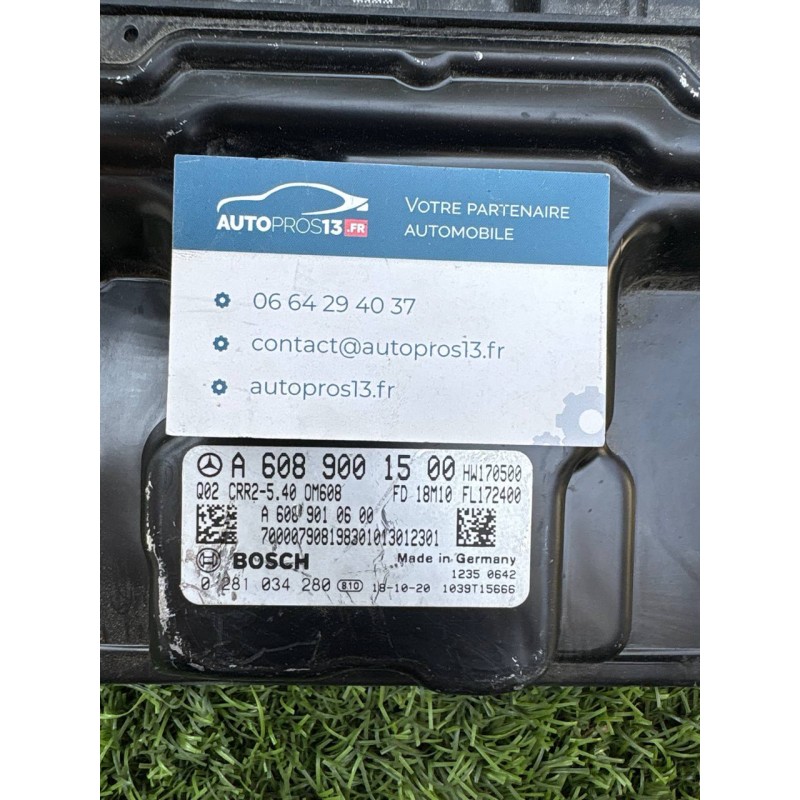 AUTOPROS13.FR
VOTRE PARTENAIRE
AUTOMOBILE
06 64 29 40 37
contact@autopros13.fr
autopros13.fr
A 608 900 15 00 HW170500
Q02 CRR2-5.40 OM608 FD 18M10 FL172400
A 608 901 06 00
700007908198301013012301
BOSCH Made in Germany
1235 0642
0 281 034 280 810 18-10-20 1039T15666